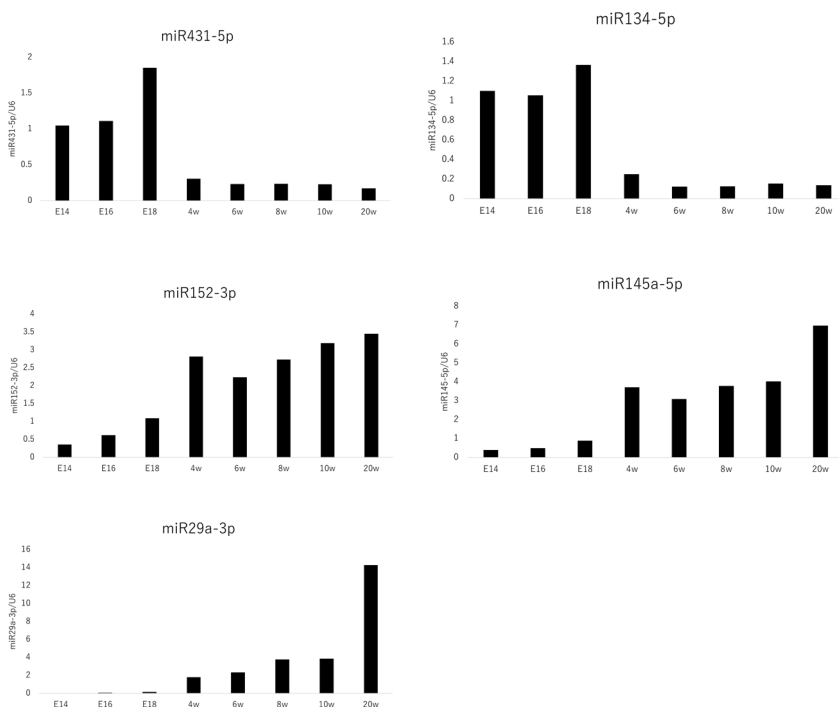 miR431-5p
miR431-5p/U6
2
1.5
1
0.5
0
E14 E16 E18 4w 6w 8w 10w 20w
miR134-5p
miR134-5p/U6
1.6
1.4
1.2
1
0.8
0.6
0.4
0.2
0
E14 E16 E18 4w 6w 8w 10w 20w
miR152-3p
miR152-3p/U6
4
3.5
3
2.5
2
1.5
1
0.5
0
E14 E16 E18 4w 6w 8w 10w 20w
miR145a-5p
miR145-5p/U6
8
7
6
5
4
3
2
1
0
E14 E16 E18 4w 6w 8w 10w 20w
miR29a-3p
miR29a-3p/U6
16
14
12
10
8
6
4
2
0
E14 E16 E18 4w 6w 8w 10w 20w